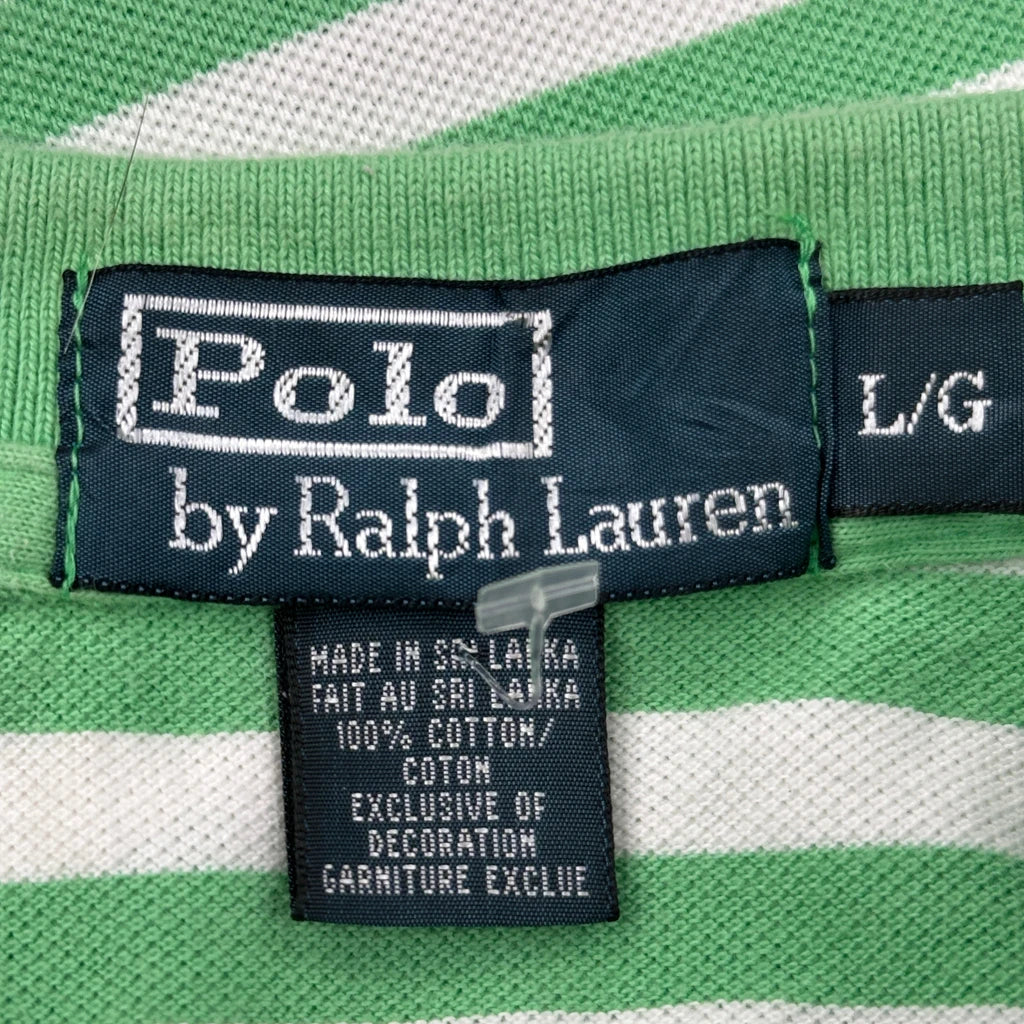 Polo
by Ralph Lauren
L/G
MADE IN SRI LANKA
FAIT AU SRI LANKA
100% COTTON/
COTON
EXCLUSIVE OF
DECORATION
GARNITURE EXCLUE